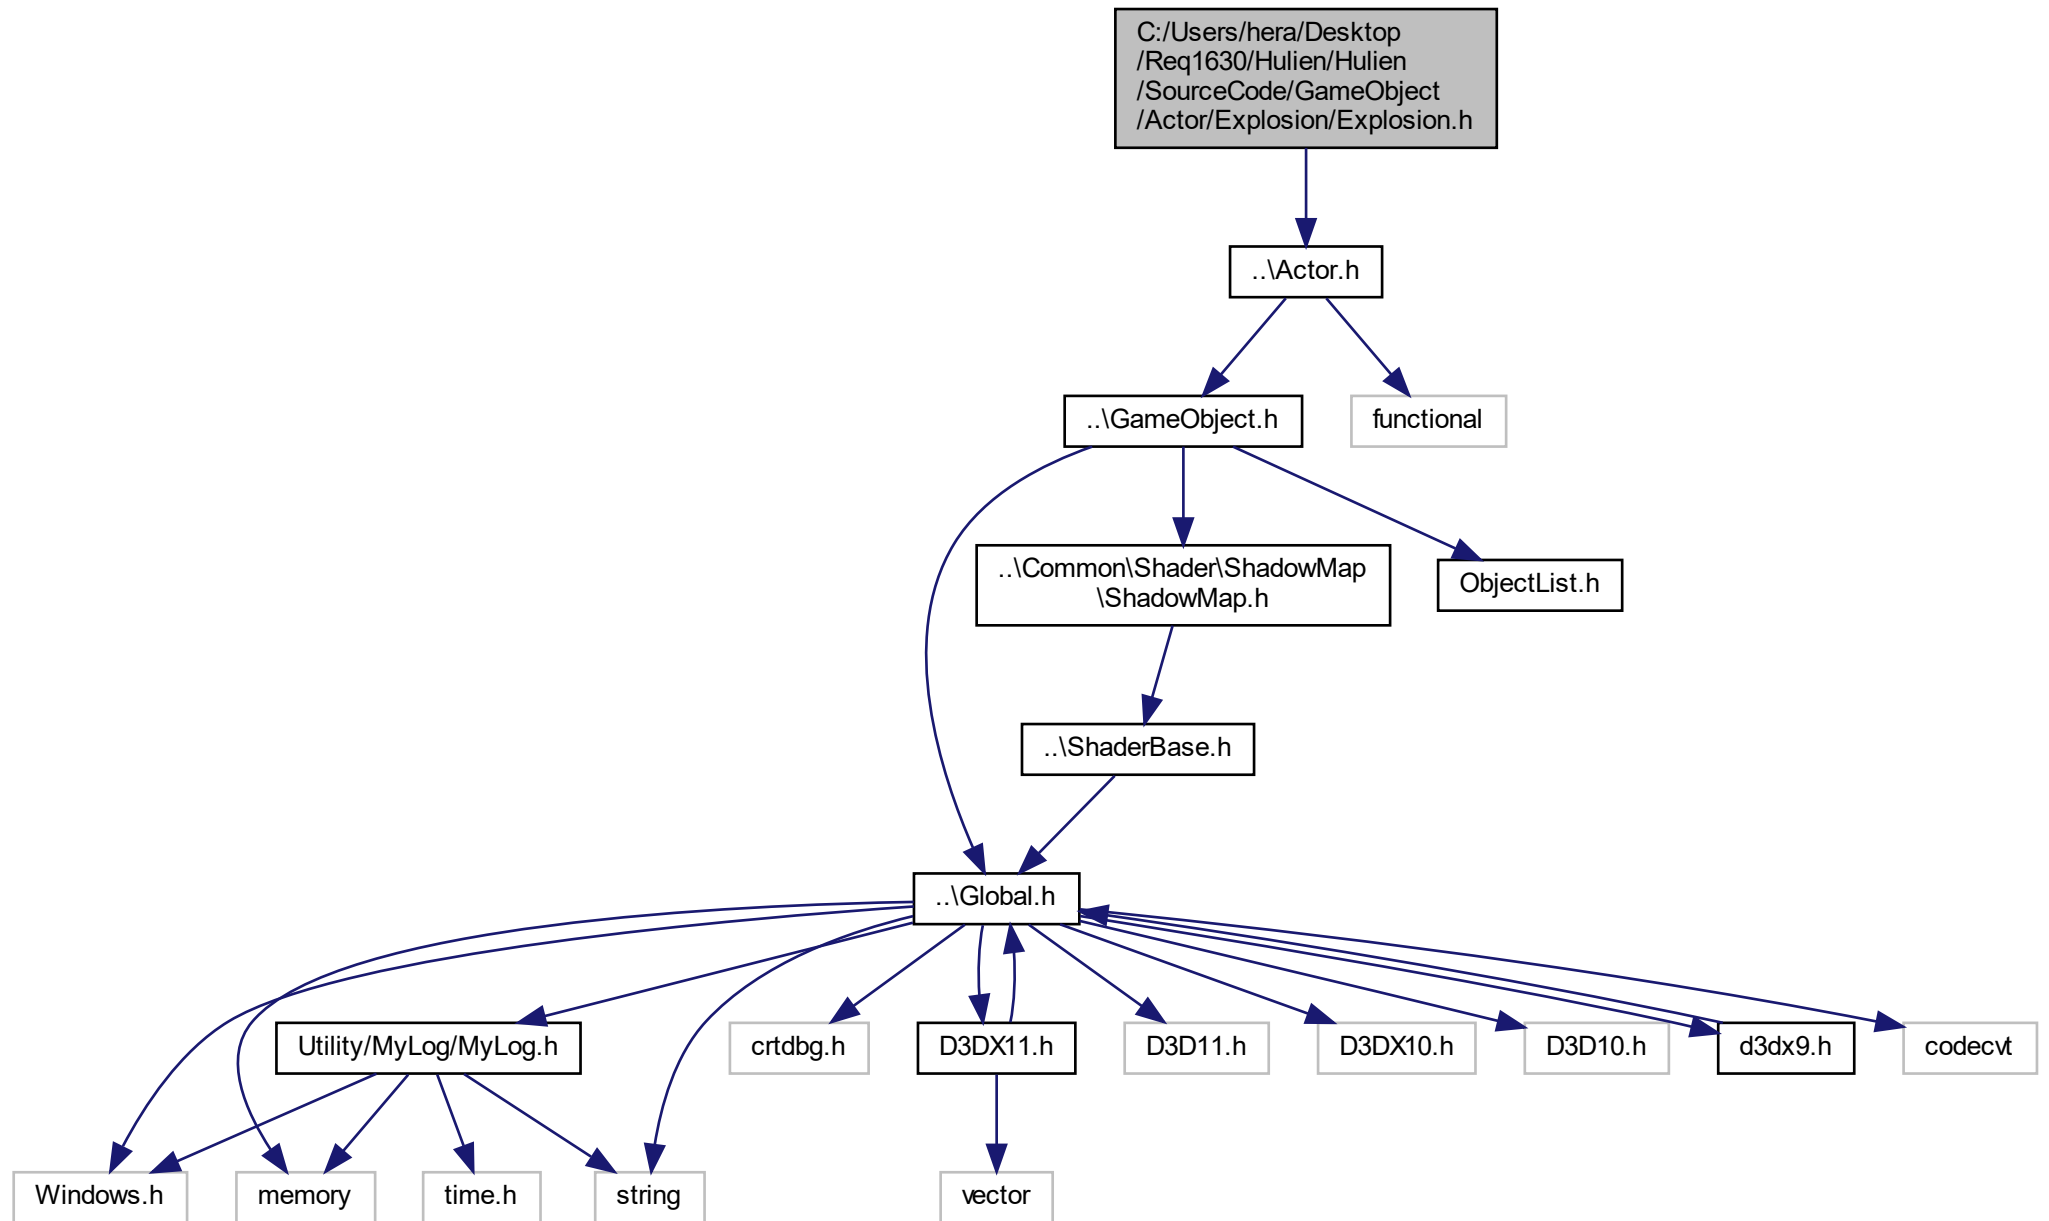 C:/Users/hera/Desktop
/Req1630/Hulien/Hulien
/SourceCode/GameObject
/Actor/Explosion/Explosion.h
..\Actor.h
..\GameObject.h
functional
..\Common\Shader\ShadowMap
\ShadowMap.h
ObjectList.h
..\ShaderBase.h
..\Global.h
Utility/MyLog/MyLog.h
crtdbg.h
D3DX11.h
D3D11.h
D3DX10.h
D3D10.h
d3dx9.h
codecvt
Windows.h
memory
time.h
string
vector